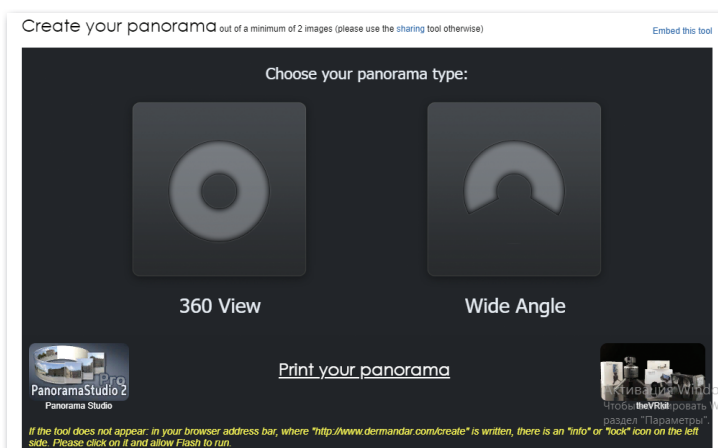 Create your panorama out of a minimum of 2 images (please use the sharing tool otherwise)
Embed this tool
Choose your panorama type:
360 View
Wide Angle
Print your panorama
Pro
PanoramaStudio 2
Panorama Studio
theVRkit
Активация Windo
Чтобы ировать W
раздел "Параметры".
If the tool does not appear: in your browser address bar, where "http://www.dermandar.com/create" is written, there is an "info" or "lock" icon on the left
side. Please click on it and allow Flash to run.